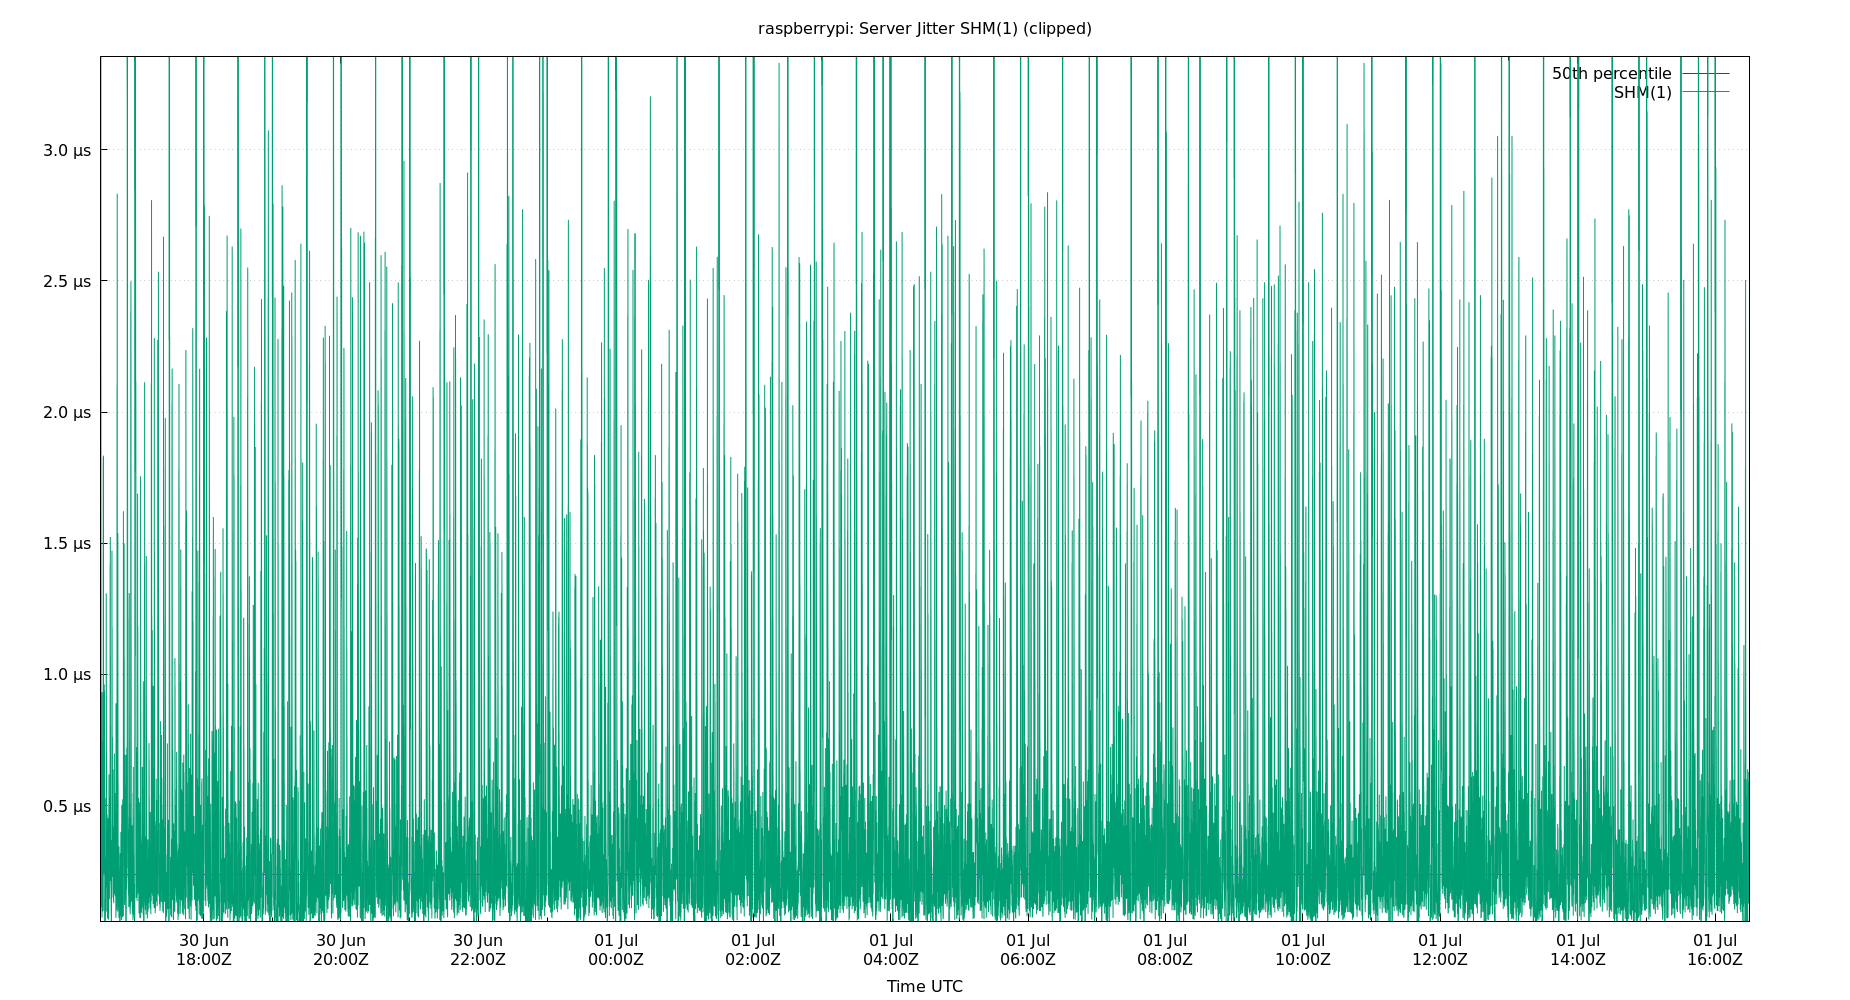 raspberrypi: Server Jitter SHM(1) (clipped)
50th percentile
SHM(1)
3.0 µs
2.5 µs
2.0 µs
1.5 µs
1.0 µs
0.5 µs
30 Jun 30 Jun 30 Jun 01 Jul 01 Jul 01 Jul 01 Jul 01 Jul 01 Jul 01 Jul 01 Jul 01 Jul
18:00Z 20:00Z 22:00Z 00:00Z 02:00Z 04:00Z 06:00Z 08:00Z 10:00Z 12:00Z 14:00Z 16:00Z
Time UTC